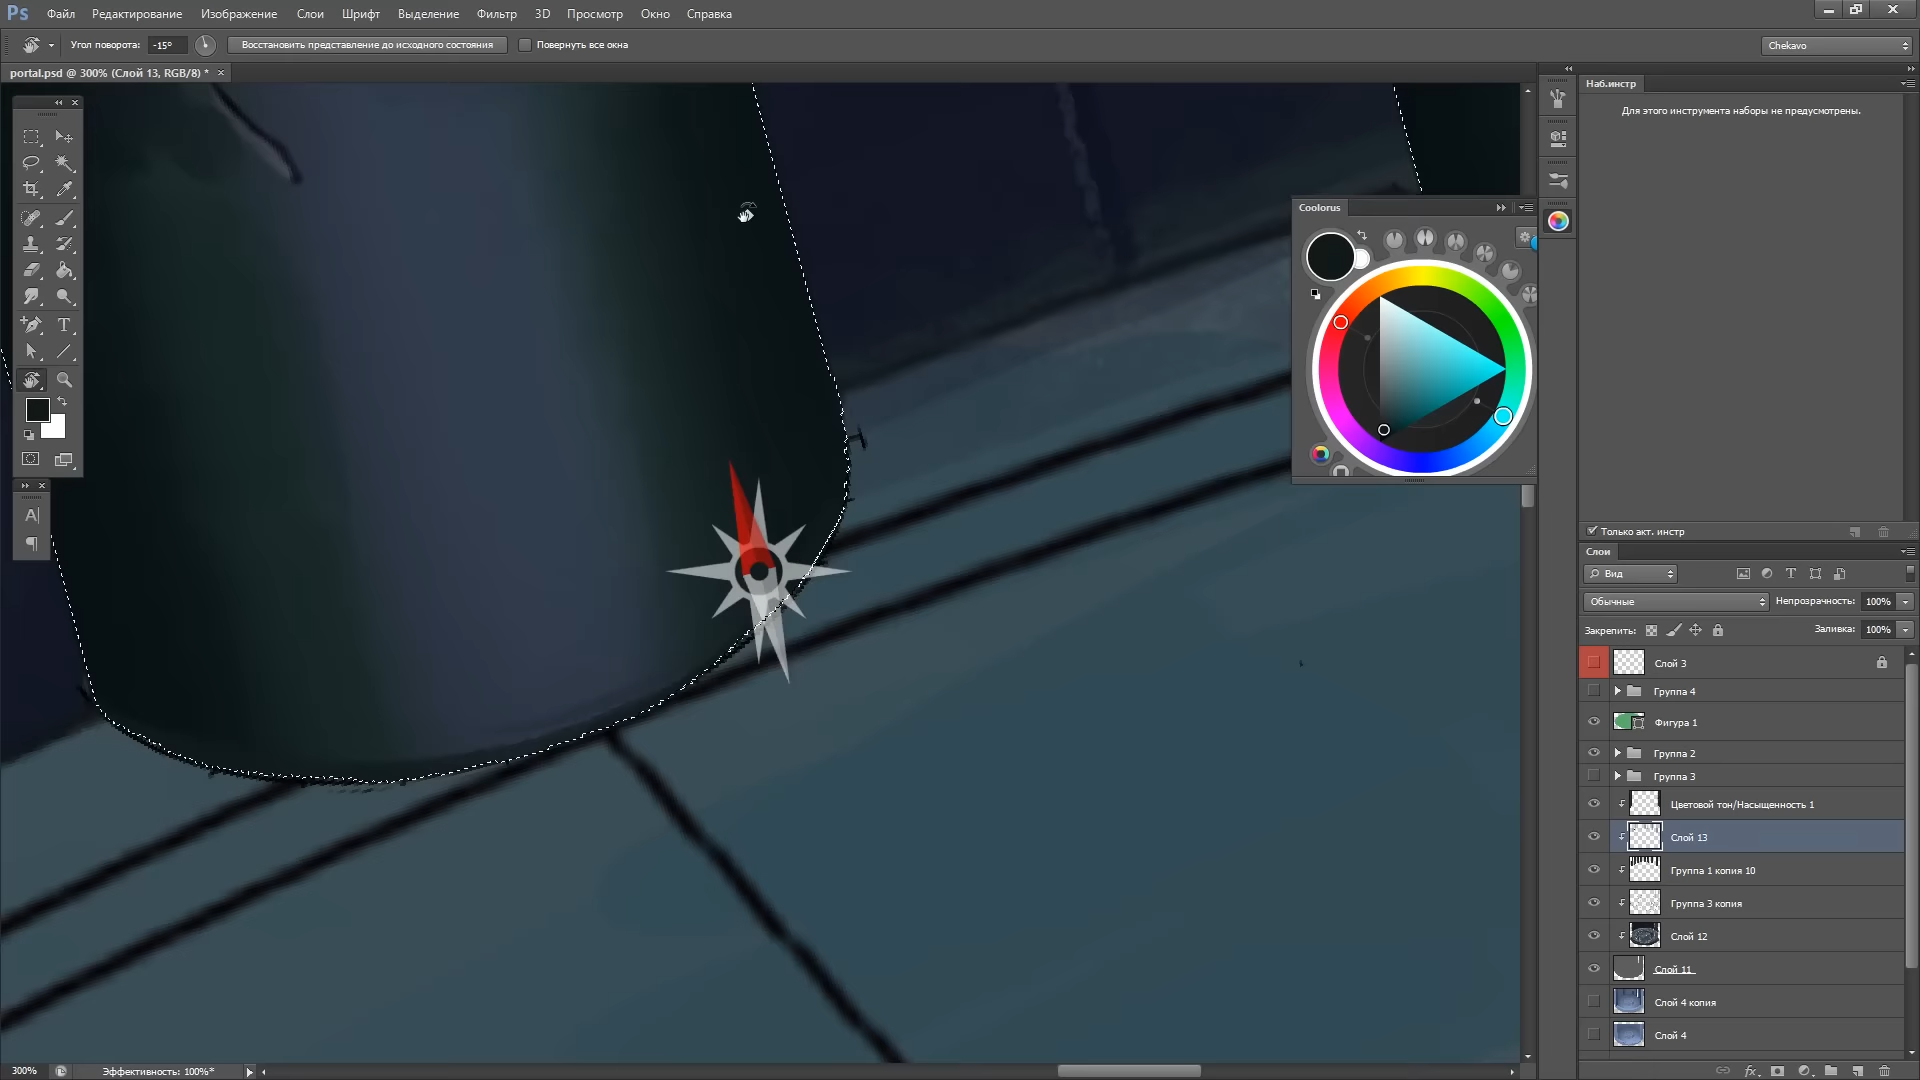 Ps Файл Редактирование Изображение Слои Шрифт Выделение Фильтр 3D Просмотр Окно Справка
Угол поворота: -15° Восстановить представление до исходного состояния Повернуть все окна Chekavo
portal.psd @ 300% (Слой 13, RGB/8) *
Наб.инстр
Для этого инструмента наборы не предусмотрены.
Coolorus
T
A
Только акт. инстр
Слои
Вид
Обычные Непрозрачность: 100%
Закрепить: Заливка: 100%
Слой 3
Группа 4
Фигура 1
Группа 2
Группа 3
Цветовой тон/Насыщенность 1
Слой 13
Группа 1 копия 10
Группа 3 копия
Слой 12
Слой 11
Слой 4 копия
Слой 4
300% Эффективность: 100%*
fx